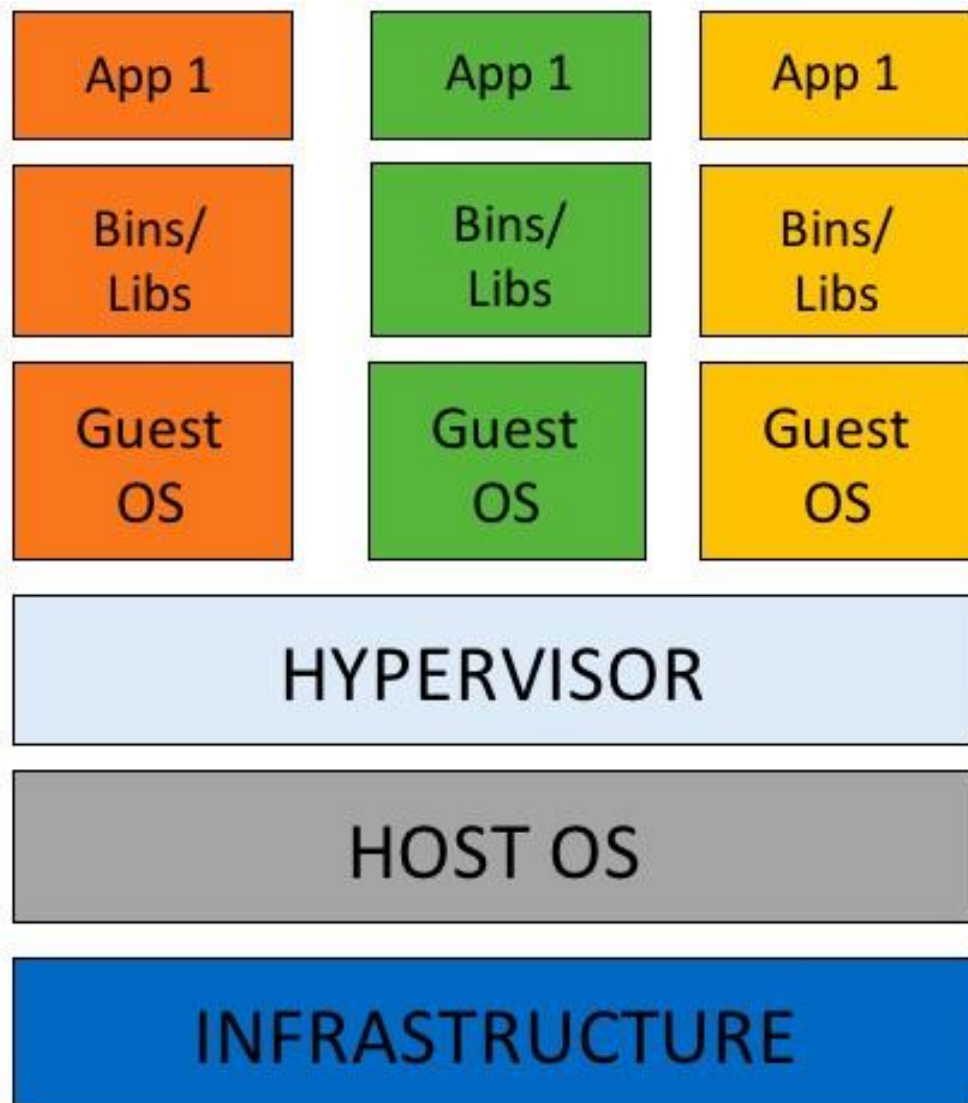 App 1
App 1
App 1
Bins/
Libs
Bins/
Libs
Bins/
Libs
Guest
OS
Guest
OS
Guest
OS
HYPERVISOR
HOST OS
INFRASTRUCTURE